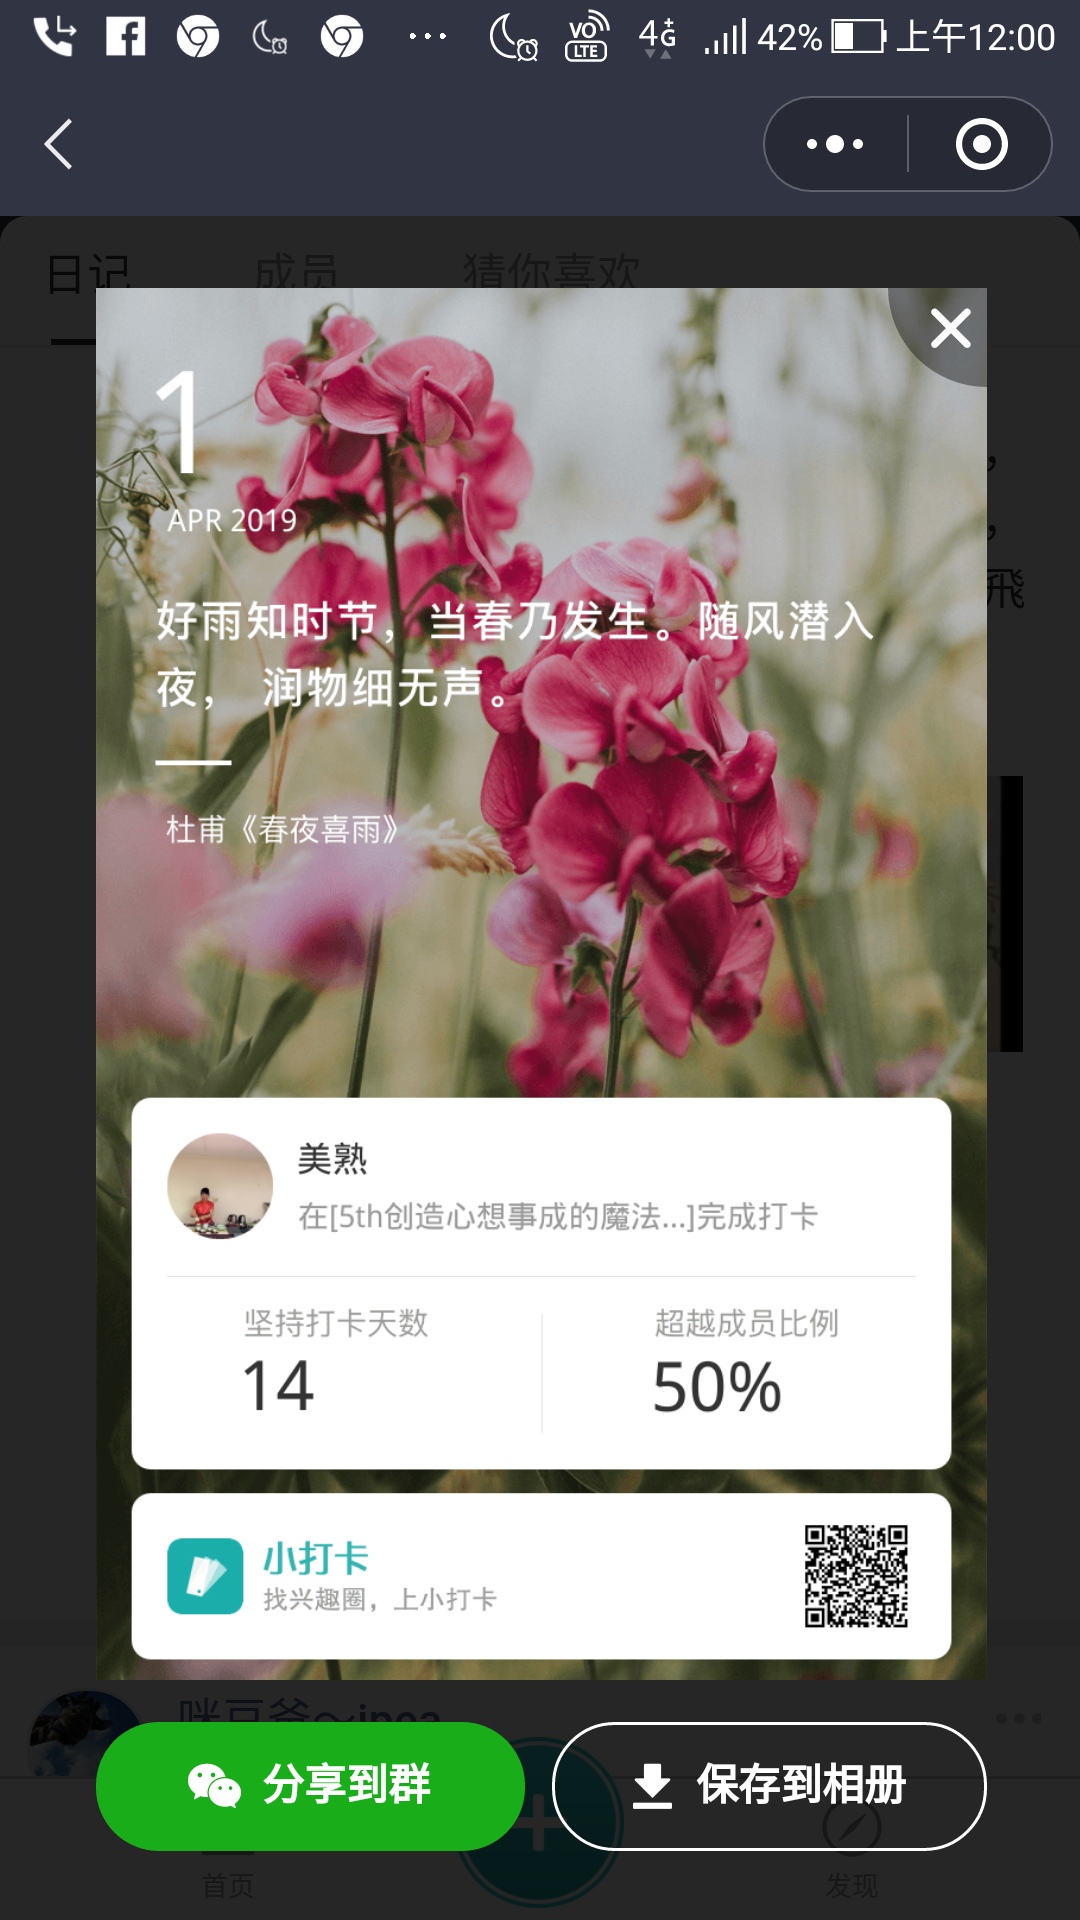 VO
LTE
4G+
42%
上午12:00
日记
成员
猜你喜欢
1
APR 2019
，
，
飛
好雨知时节，当春乃发生。随风潜入
夜， 润物细无声。
杜甫《春夜喜雨》
美熟
在[5th创造心想事成的魔法...]完成打卡
坚持打卡天数
超越成员比例
14
50%
小打卡
找兴趣圈，上小打卡
分享到群
保存到相册
首页
发现